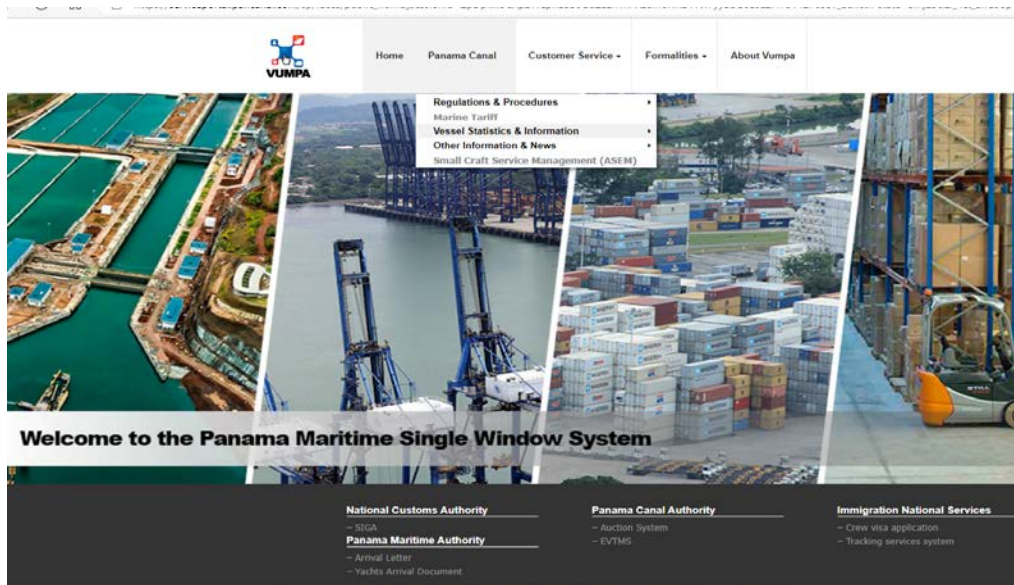 VUMPA
Home Panama Canal Customer Service Formalities About Vumpa
Regulations & Procedures
Marine Tariff
Vessel Statistics & Information
Other Information & News
Small Craft Service Management (ASEM)
Welcome to the Panama Maritime Single Window System
National Customs Authority
– SIGA
Panama Maritime Authority
– Arrival Letter
– Yachts Arrival Document
Panama Canal Authority
– Auction System
– EVTMS
Immigration National Services
– Crew visa application
– Tracking services system